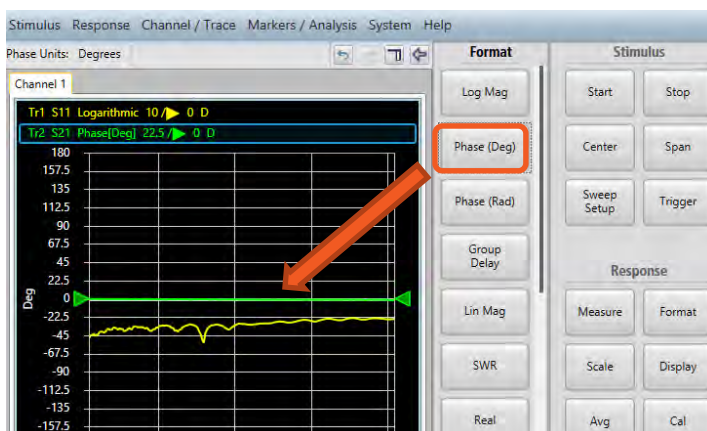 Stimulus Response Channel / Trace Markers / Analysis System Help
Phase Units: Degrees
Channel 1
Tr1 S11 Logarithmic 10 / 0 D
Tr2 S21 Phase[Deg] 22.5 / 0 D
180
157.5
135
112.5
90
67.5
45
22.5
0
-22.5
-45
-67.5
-90
-112.5
-135
-157.5
Deg
Format
Log Mag
Phase (Deg)
Phase (Rad)
Group
Delay
Lin Mag
SWR
Real
Stimulus
Start Stop
Center Span
Sweep
Setup
Trigger
Response
Measure Format
Scale Display
Avg Cal